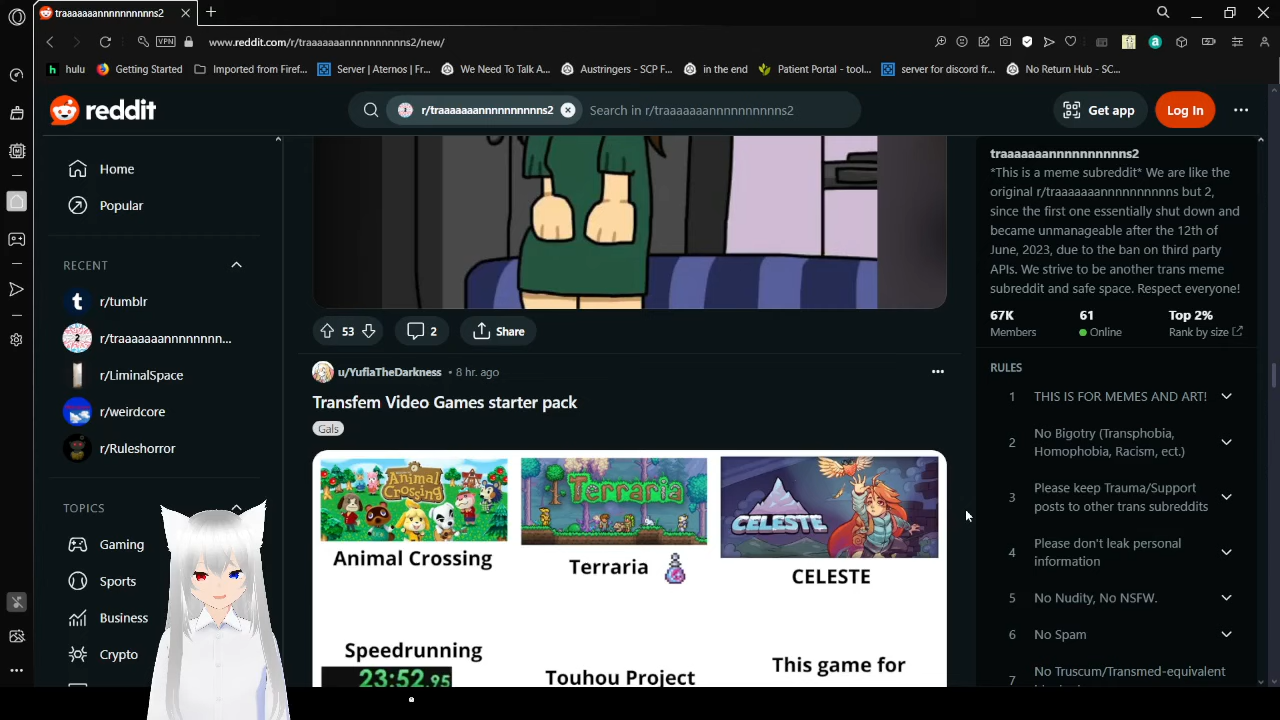 traaaaaaannnnnnnnnns2
VPN
www.reddit.com/r/traaaaaaannnnnnnnnns2/new/
hulu
Getting Started
Imported from Firef...
Server | Aternos | Fr...
We Need To Talk A...
Austringers - SCP F...
in the end
Patient Portal - tool...
server for discord fr...
No Return Hub - SC...
reddit
r/traaaaaaannnnnnnnnns2
Search in r/traaaaaaannnnnnnnnns2
Get app
Log In
Home
Popular
RECENT
r/tumblr
r/traaaaaaannnnnnn...
r/LiminalSpace
r/weirdcore
r/Ruleshorror
TOPICS
Gaming
Sports
Business
Crypto
53
2
Share
u/YufiaTheDarkness • 8 hr. ago
Transfem Video Games starter pack
Gals
Animal Crossing
Terraria
CELESTE
Animal Crossing
Terraria
CELESTE
Speedrunning
23:52.95
Touhou Project
This game for
traaaaaaannnnnnnnnns2
*This is a meme subreddit* We are like the
original r/traaaaaaannnnnnnnnns but 2,
since the first one essentially shut down and
became unmanageable after the 12th of
June, 2023, due to the ban on third party
APIs. We strive to be another trans meme
subreddit and safe space. Respect everyone!
67K
Members
61
Online
Top 2%
Rank by size
RULES
1 THIS IS FOR MEMES AND ART!
2 No Bigotry (Transphobia,
Homophobia, Racism, ect.)
3 Please keep Trauma/Support
posts to other trans subreddits
4 Please don't leak personal
information
5 No Nudity, No NSFW.
6 No Spam
7 No Truscum/Transmed-equivalent